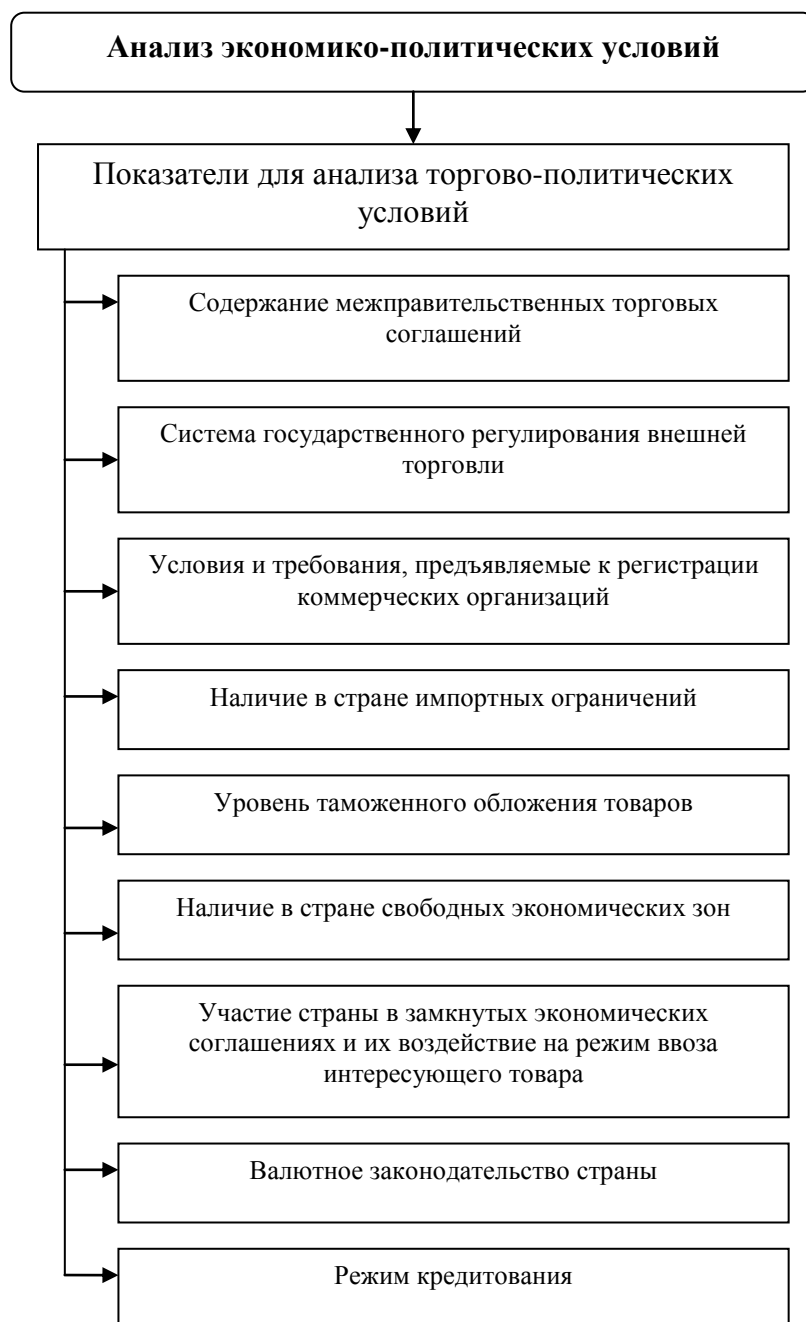 Анализ экономико-политических условий
Показатели для анализа торгово-политических
условий
Содержание межправительственных торговых
соглашений
Система государственного регулирования внешней
торговли
Условия и требования, предъявляемые к регистрации
коммерческих организаций
Наличие в стране импортных ограничений
Уровень таможенного обложения товаров
Наличие в стране свободных экономических зон
Участие страны в замкнутых экономических
соглашениях и их воздействие на режим ввоза
интересующего товара
Валютное законодательство страны
Режим кредитования